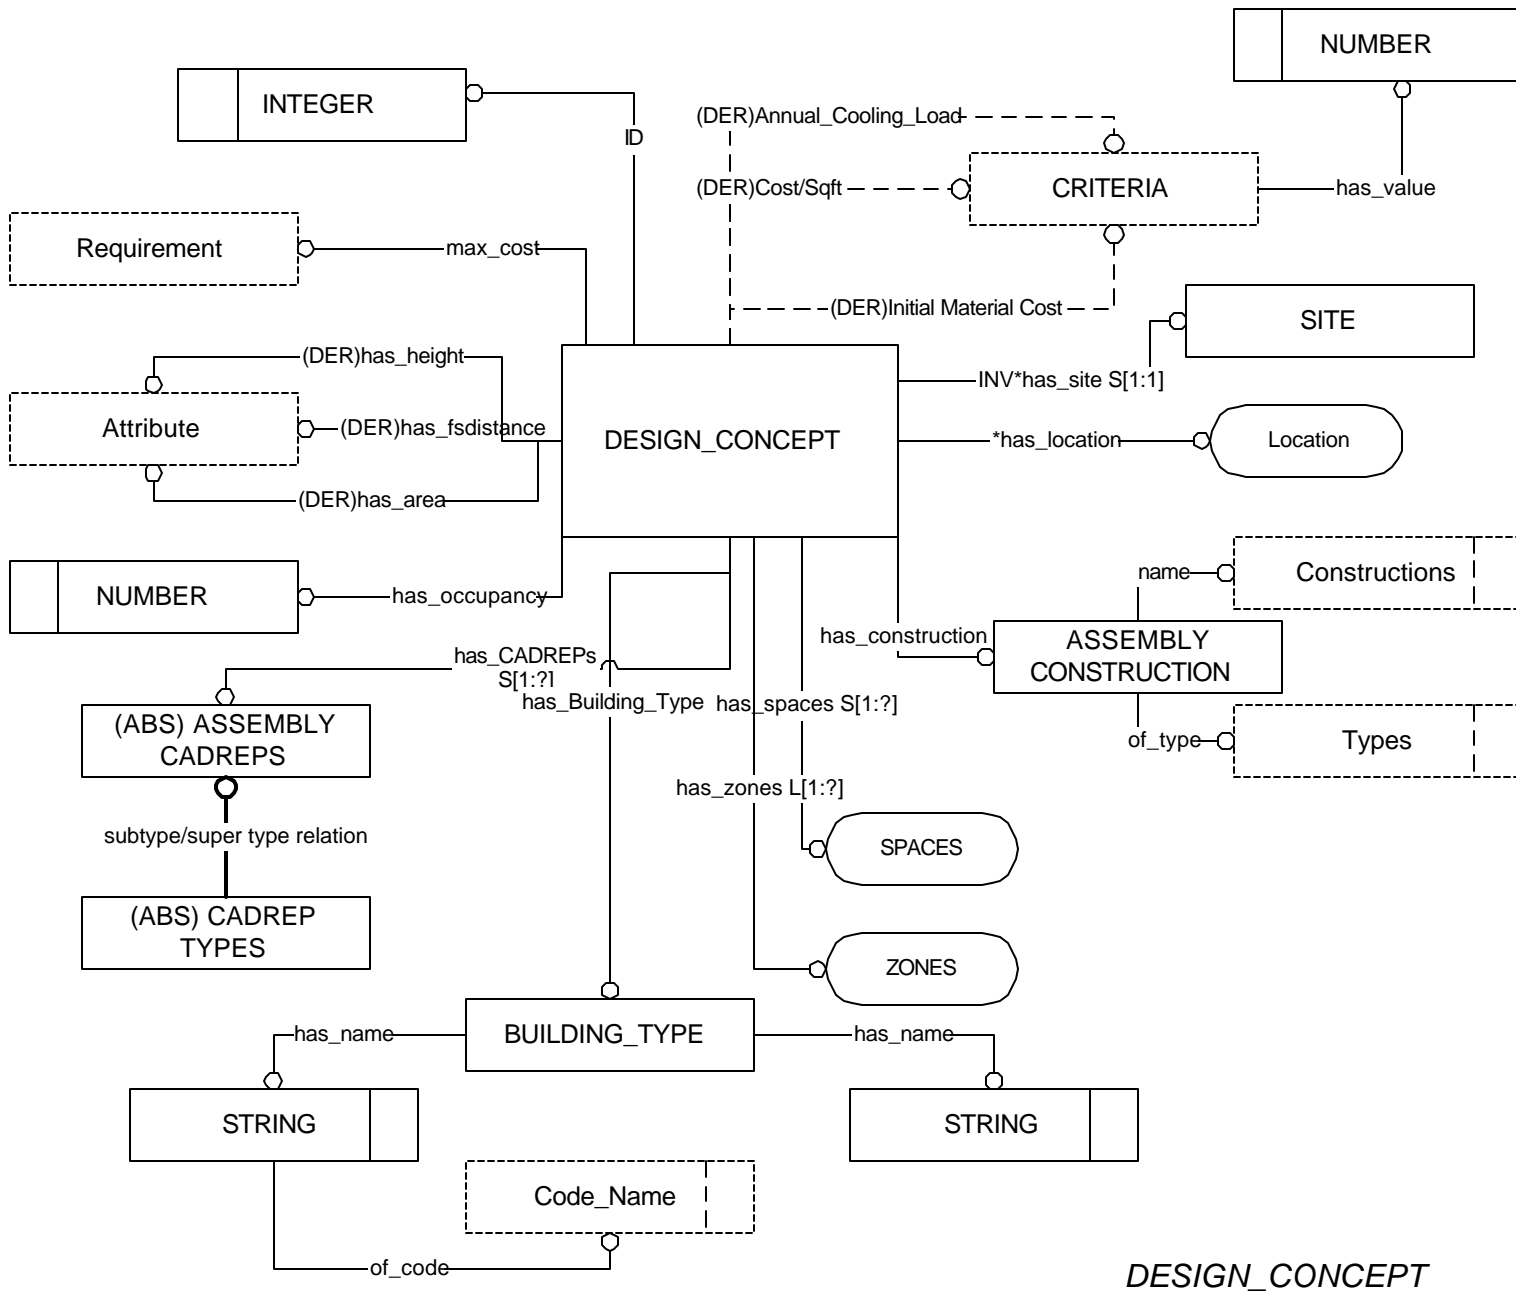 NUMBER
INTEGER
(DER)Annual_Cooling_Load
ID
(DER)Cost/Sqft
CRITERIA
has_value
Requirement
max_cost
(DER)Initial Material Cost
SITE
(DER)has_height
INV*has_site S[1:1]
Attribute
(DER)has_fsdistance
DESIGN_CONCEPT
*has_location
Location
(DER)has_area
NUMBER
has_occupancy
name
Constructions
has_construction
ASSEMBLY
CONSTRUCTION
has_CADREPs
S[1:?]
has_Building_Type
has_spaces S[1:?]
(ABS) ASSEMBLY
CADREPS
of_type
Types
has_zones L[1:?]
subtype/super type relation
SPACES
(ABS) CADREP
TYPES
ZONES
has_name
BUILDING_TYPE
has_name
STRING
STRING
Code_Name
of_code
DESIGN_CONCEPT